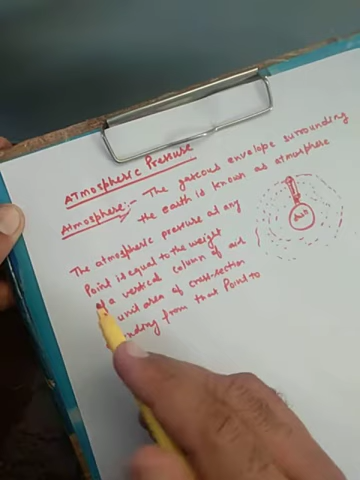 Atmospheric Pressure
Atmosphere:- The gaseous envelope surrounding
the earth is known as atmosphere
The atmospheric pressure at any
Point is equal to the weight
of a vertical column of air
unit area of cross-section
from that Point to